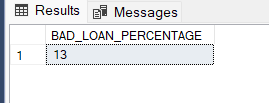 Results Messages
BAD_LOAN_PERCENTAGE
1 13